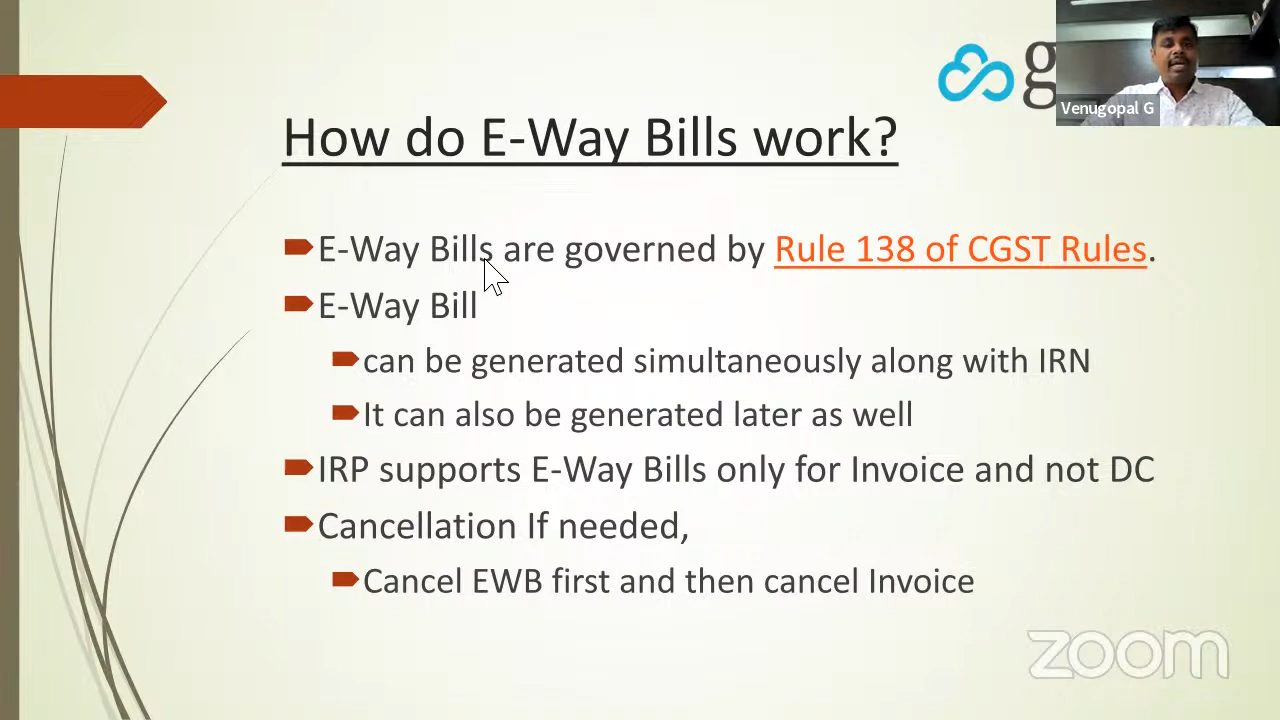 g
Venugopal G
How do E-Way Bills work?
E-Way Bills are governed by Rule 138 of CGST Rules.
E-Way Bill
can be generated simultaneously along with IRN
It can also be generated later as well
IRP supports E-Way Bills only for Invoice and not DC
Cancellation If needed,
Cancel EWB first and then cancel Invoice
zoom